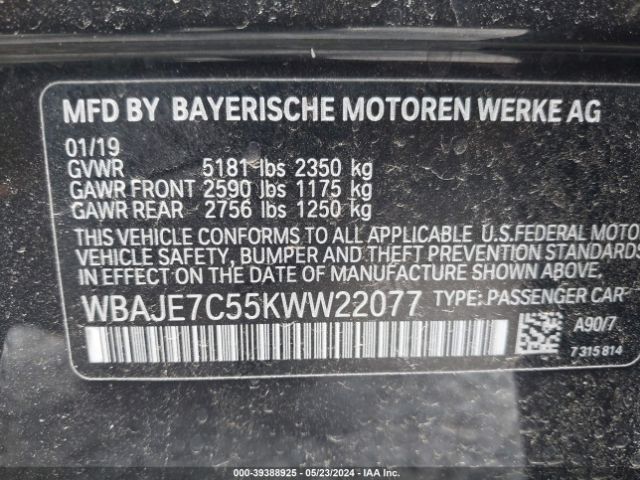 MFD BY BAYERISCHE MOTOREN WERKE AG
01/19
GVWR 5181 lbs 2350 kg
GAWR FRONT 2590 lbs 1175 kg
GAWR REAR 2756 lbs 1250 kg
THIS VEHICLE CONFORMS TO ALL APPLICABLE U.S.FEDERAL MOTOR
VEHICLE SAFETY, BUMPER AND THEFT PREVENTION STANDARDS
IN EFFECT ON THE DATE OF MANUFACTURE SHOWN ABOVE.
WBAJE7C55KWW22077 TYPE: PASSENGER CAR
A90/7
7315814
000-39388925 - 05/23/2024 - IAA Inc.